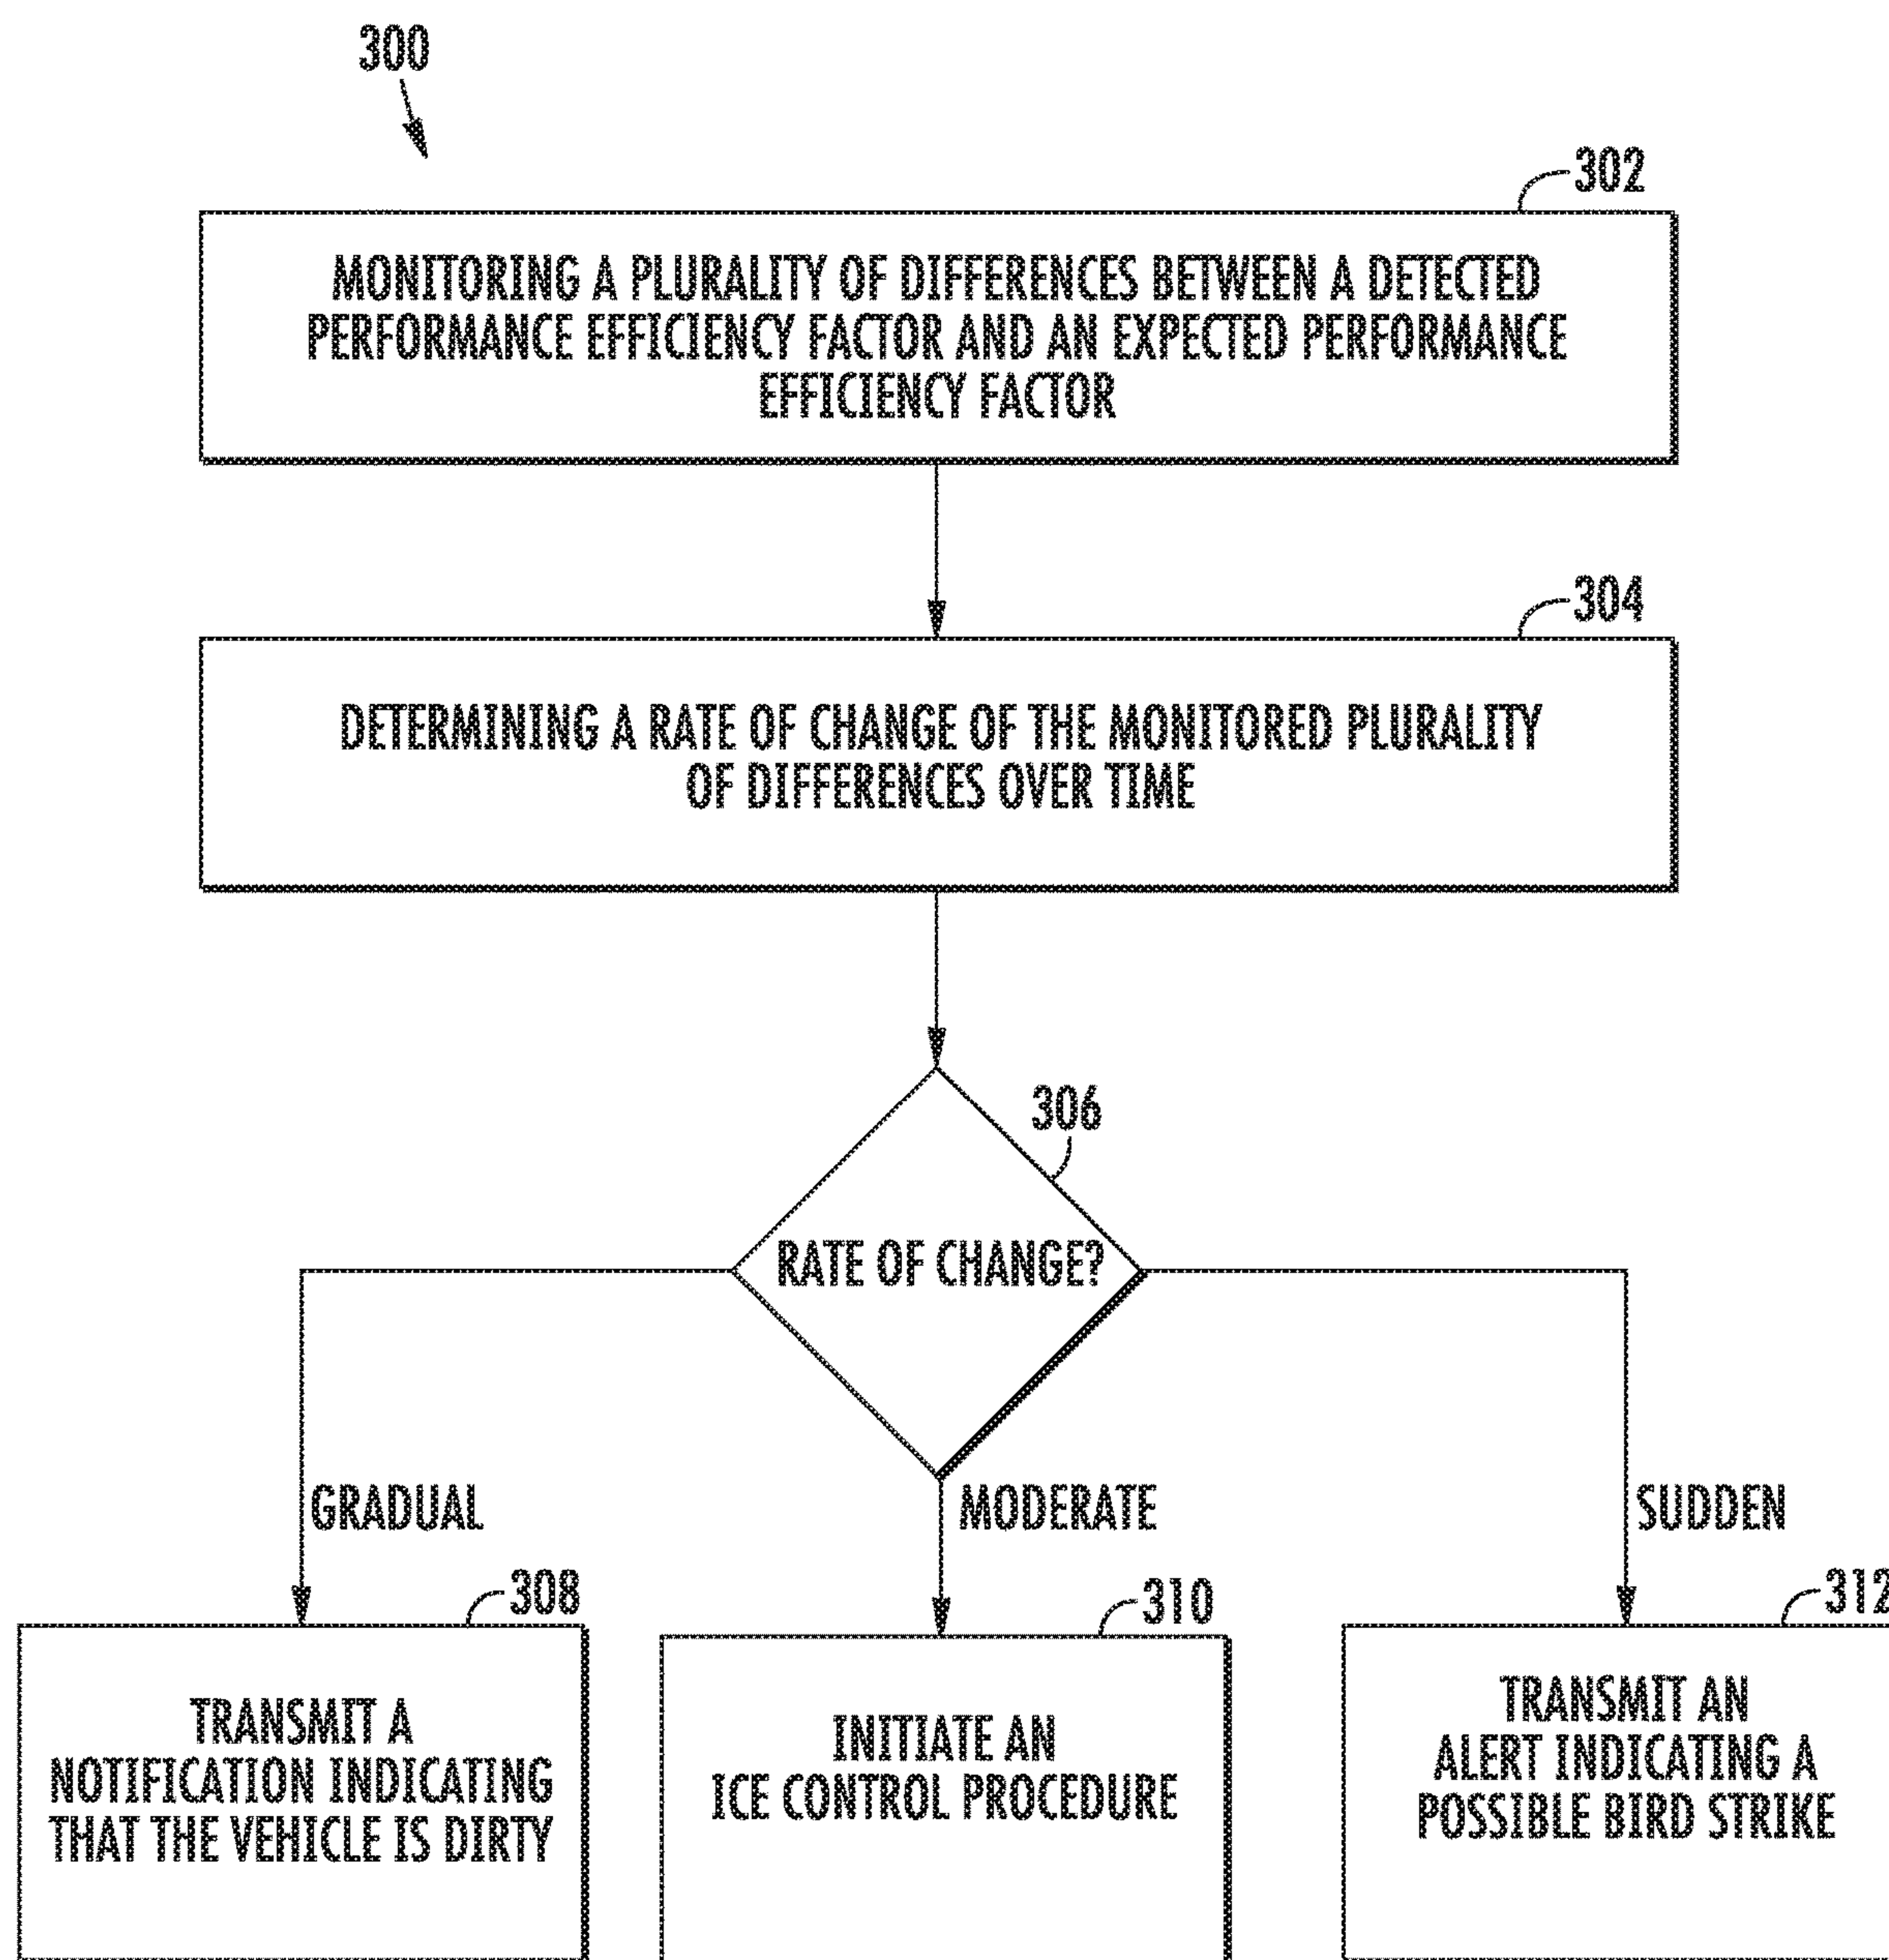 300
302
MONITORING A PLURALITY OF DIFFERENCES BETWEEN A DETECTED
PERFORMANCE EFFICIENCY FACTOR AND AN EXPECTED PERFORMANCE
EFFICIENCY FACTOR
304
DETERMINING A RATE OF CHANGE OF THE MONITORED PLURALITY
OF DIFFERENCES OVER TIME
306
RATE OF CHANGE?
GRADUAL
MODERATE
SUDDEN
308
TRANSMIT A
NOTIFICATION INDICATING
THAT THE VEHICLE IS DIRTY
310
INITIATE AN
ICE CONTROL PROCEDURE
312
TRANSMIT AN
ALERT INDICATING A
POSSIBLE BIRD STRIKE